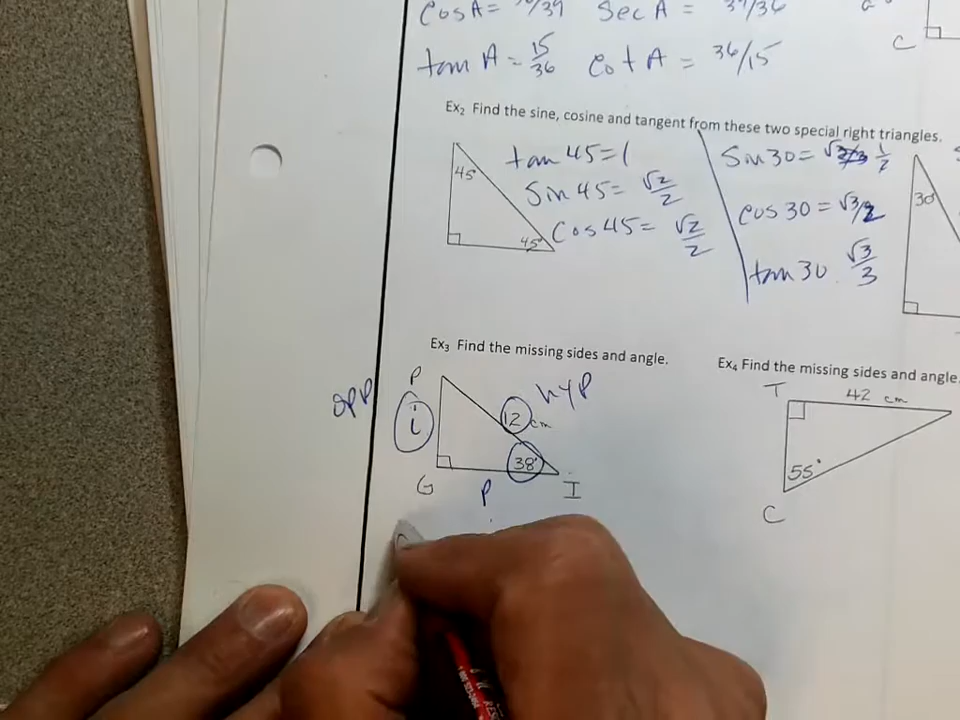 cos A = /39 sec A = 39/36
tan A = 15/36 cot A = 36/15
C
Ex2 Find the sine, cosine and tangent from these two special right triangles.
45° 45°
tan 45 = 1
sin 45 = √2/2
cos 45 = √2/2
sin 30 = 1/2
cos 30 = √3/2
tan 30 √3/3
30
Ex3 Find the missing sides and angle.
P
opp
i
12 cm
hyp
38°
G
p
I
Ex4 Find the missing sides and angle.
T
42 cm
55°
C